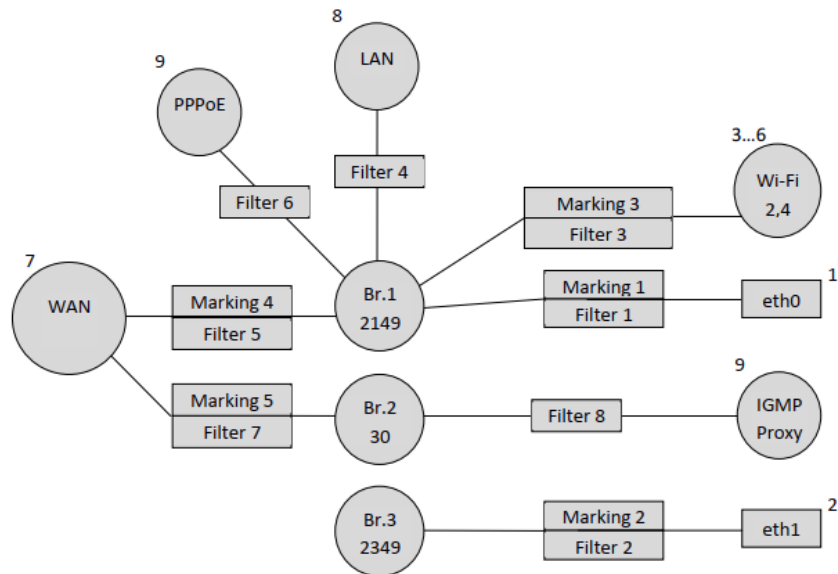 8
LAN
9
PPPoE
3...6
Wi-Fi
2,4
Filter 4
Filter 6
Marking 3
Filter 3
7
WAN
Marking 4
Filter 5
Br.1
2149
Marking 1
Filter 1
1
eth0
Marking 5
Filter 7
Br.2
30
Filter 8
9
IGMP
Proxy
Br.3
2349
Marking 2
Filter 2
2
eth1